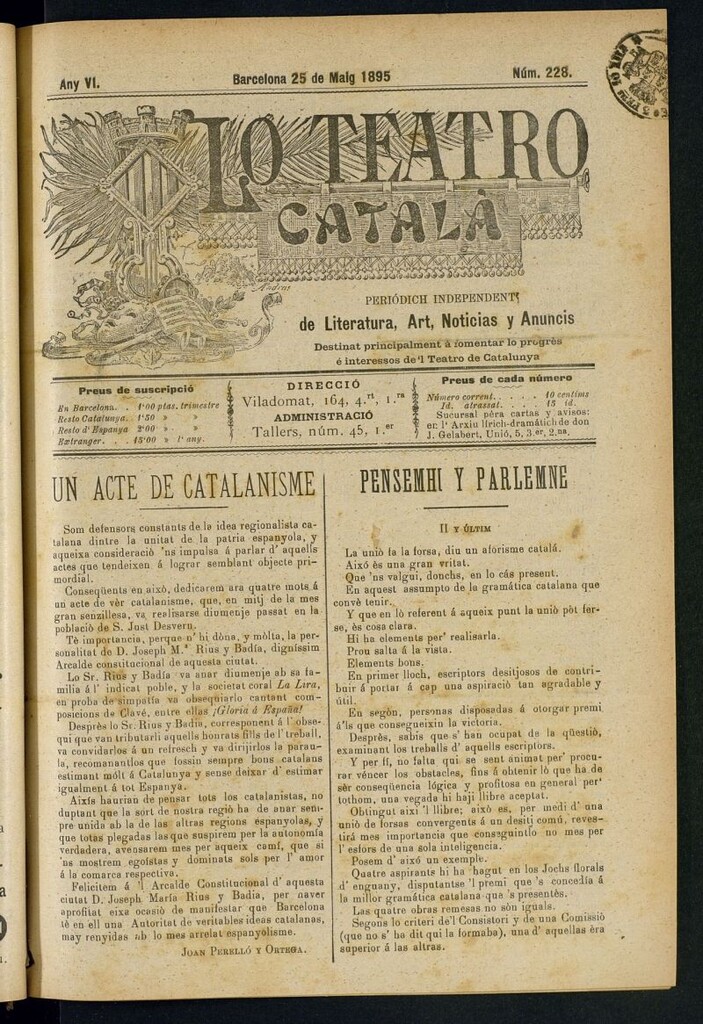 Any VI.
Barcelona 25 de Maig 1895
Núm. 228.
LO TEATRO
CATALÀ
PERIÓDICH INDEPENDENT
de Literatura, Art, Noticias y Anuncis
Destinat principalment á fomentar lo progrés
é interessos de'l Teatro de Catalunya
Preus de suscripció
En Barcelona. . 1'00 ptas. trimestre
Resto Catalunya. 1'50 » »
Resto d'Espanya 2'00 » »
Extranger. . . 15'00 » l' any.
DIRECCIÓ
Viladomat, 164, 4.rt, 1.ra
ADMINISTRACIÓ
Tallers, núm. 45, 1.er
Preus de cada número
Número corrent. . . . . 10 céntims
Id. atrassat. . . . . 15 id.
Sucursal péra cartas y avisos:
en l' Arxiu lírich-dramátich de don
J. Gelabert, Unió, 5, 3.er, 2.na.
UN ACTE DE CATALANISME
Som defensors constants de la idea regionalista ca-
talana dintre la unitat de la patria espanyola, y
aqueixa consideració 'ns impulsa á parlar d' aquells
actes que tendeixen á lograr semblant objecte pri-
mordial.
Conseqüents en aixó, dedicarem ara quatre mots á
un acte de vèr catalanisme, que, en mitj de la mes
gran senzillesa, va realisarse diumenje passat en la
població de S. Just Desvern.
Té importancia, perque n' hi dóna, y mólta, la per-
sonalitat de D. Joseph M.ª Rius y Badía, digníssim
Arcalde constitucional de aquesta ciutat.
Lo Sr. Rius y Badía va anar diumenje ab sa fa-
milia á l' indicat poble, y la societat coral La Lira,
en proba de simpatía va obsequiarlo cantant com-
posicions de Clavé, entre ellas ¡Gloria á España!
Després lo Sr. Rius y Badía, corresponent á l'obse-
qui que van tributarli aquells honrats fills de l'treball,
va convidarlos á un refresch y va dirijirlos la parau-
la, recomanantlos que fossin sempre bons catalans
estimant mólt á Catalunya y sense deixar d' estimar
igualment á tot Espanya.
Aixís haurían de pensar tots los catalanistas, no
duptant que la sort de nostra regió ha de anar sem-
pre unida ab la de las altras regions espanyolas, y
que totas plegadas las que suspirem per la autonomía
verdadera, avensarem mes per aqueix camí, que si
'ns mostrem egoístas y dominats sols per l' amor
á la comarca respectiva.
Felicitem á 'l Arcalde Constitucional d' aquesta
ciutat D. Joseph María Rius y Badia, per haver
aprofitat eixa ocasió de manifestar que Barcelona
té en ell una Autoritat de veritables ideas catalanas,
may renyidas ab lo mes arrelat espanyolisme.
JOAN PERELLÓ Y ORTEGA.
PENSEMHI Y PARLEMNE
II Y ÚLTIM
La unió fa la forsa, diu un aforisme catalá.
Aixó és una gran vritat.
Que 'ns valgui, donchs, en lo cás present.
En aquest assumpto de la gramática catalana que
convè tenir.
Y que en lò referent á aqueix punt la unió pót fer-
se, és cosa clara.
Hi ha elements per' realisarla.
Prou salta á la vista.
Elements bons.
En primer lloch, escriptors desitjosos de contri-
buir á portar á cap una aspiració tan agradable y
útil.
En segón, personas disposadas á otorgar premi
á'ls que consegueixin la victoria.
Després, sabis que s' han ocupat de la qüestió,
examinant los treballs d' aquells escriptors.
Y per fi, no falta qui se sent animat per' procu-
rar véncer los obstacles, fins á obtenir lò que ha de
sèr conseqüencia lógica y profitosa en general per'
tothom, una vegada hi haji llibre aceptat.
Obtingut aixi 'l llibre; aixó es, per medi d' una
unió de forsas convergents á un desitj comú, reves-
tirá mes importancia que conseguintlo no mes per
l' esfors de una sola inteligencia.
Posem d' aixó un exemple.
Quatre aspirants hi ha hagut en los Jochs florals
d' enguany, disputantse 'l premi que 's concedía á
la millor gramática catalana que 's presentès.
Las quatre obras remesas no són iguals.
Segons lo criteri de'l Consistori y de una Comissió
(que no s' ha dit qui la formaba), una d' aquellas èra
superior á las altras.